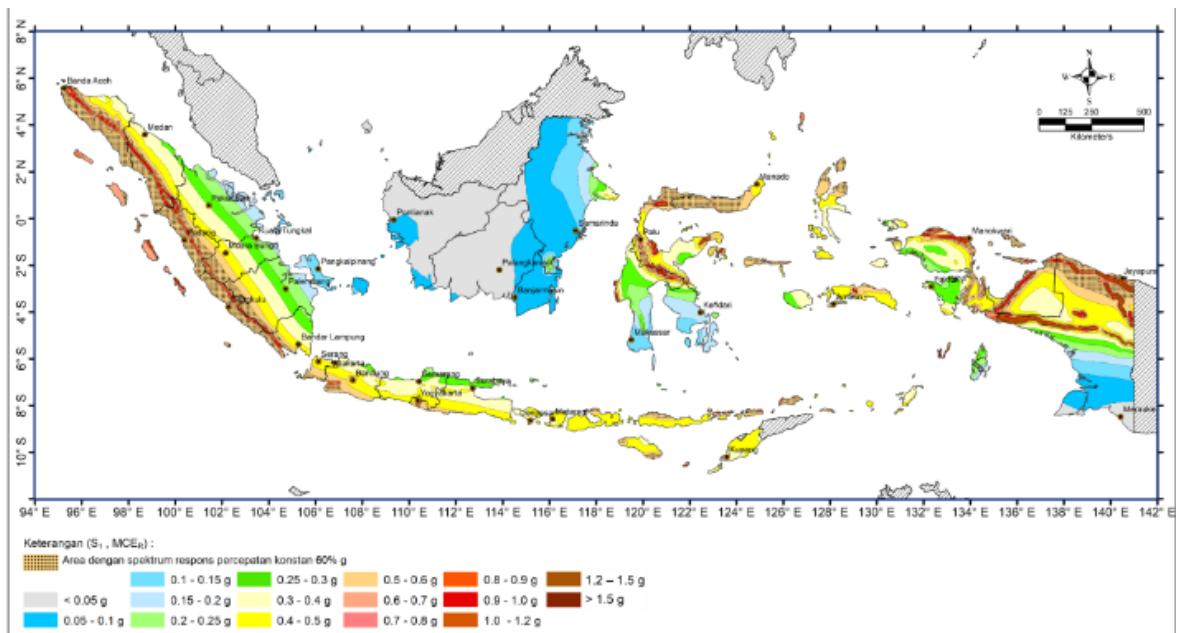 8° N
6° N
4° N
2° N
0°
2° S
4° S
6° S
8° S
10° S
94° E 96° E 98° E 100° E 102° E 104° E 106° E 108° E 110° E 112° E 114° E 116° E 118° E 120° E 122° E 124° E 126° E 128° E 130° E 132° E 134° E 136° E 138° E 140° E 142° E
N
W E
S
0 125 250 500
Kilometers
Banda Aceh
Medan
Kuala Tungkal
Pangkalpinang
Palembang
Bandar Lampung
Serang
Bandung
Semarang
Surabaya
Yogyakarta
Pontianak
Samarinda
Banjarmasin
Manado
Palu
Kendari
Makassar
Kupang
Manokwari
Jayapura
Keterangan (S₁ , MCE_R) :
Area dengan spektrum respons percepatan konstan 60% g
0.1 - 0.15 g 0.25 - 0.3 g 0.5 - 0.6 g 0.8 - 0.9 g 1.2 – 1.5 g
< 0.05 g 0.15 - 0.2 g 0.3 - 0.4 g 0.6 - 0.7 g 0.9 - 1.0 g > 1.5 g
0.05 - 0.1 g 0.2 - 0.25 g 0.4 - 0.5 g 0.7 - 0.8 g 1.0 - 1.2 g